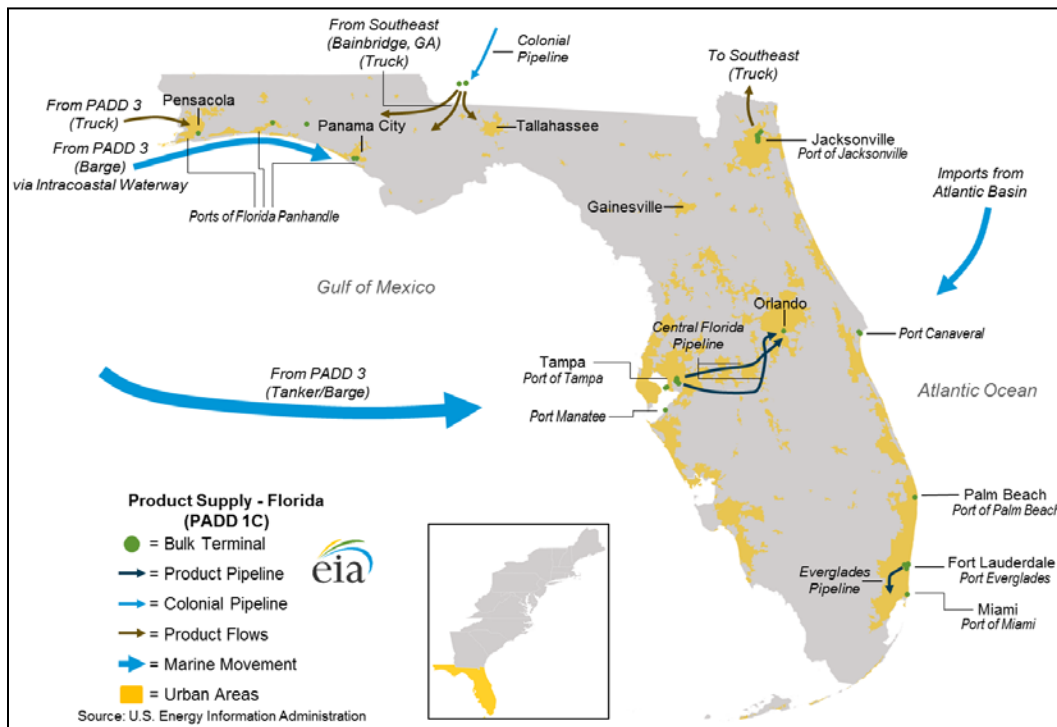 From Southeast
(Bainbridge, GA)
(Truck)
Colonial
Pipeline
To Southeast
(Truck)
From PADD 3
(Truck)
Pensacola
Panama City
Tallahassee
Jacksonville
Port of Jacksonville
From PADD 3
(Barge)
via Intracoastal Waterway
Ports of Florida Panhandle
Imports from
Atlantic Basin
Gainesville
Gulf of Mexico
Orlando
Central Florida
Pipeline
Port Canaveral
Tampa
Port of Tampa
From PADD 3
(Tanker/Barge)
Atlantic Ocean
Port Manatee
Product Supply - Florida
(PADD 1C)
= Bulk Terminal
eia
= Product Pipeline
= Colonial Pipeline
= Product Flows
= Marine Movement
= Urban Areas
Source: U.S. Energy Information Administration
Palm Beach
Port of Palm Beach
Everglades
Pipeline
Fort Lauderdale
Port Everglades
Miami
Port of Miami